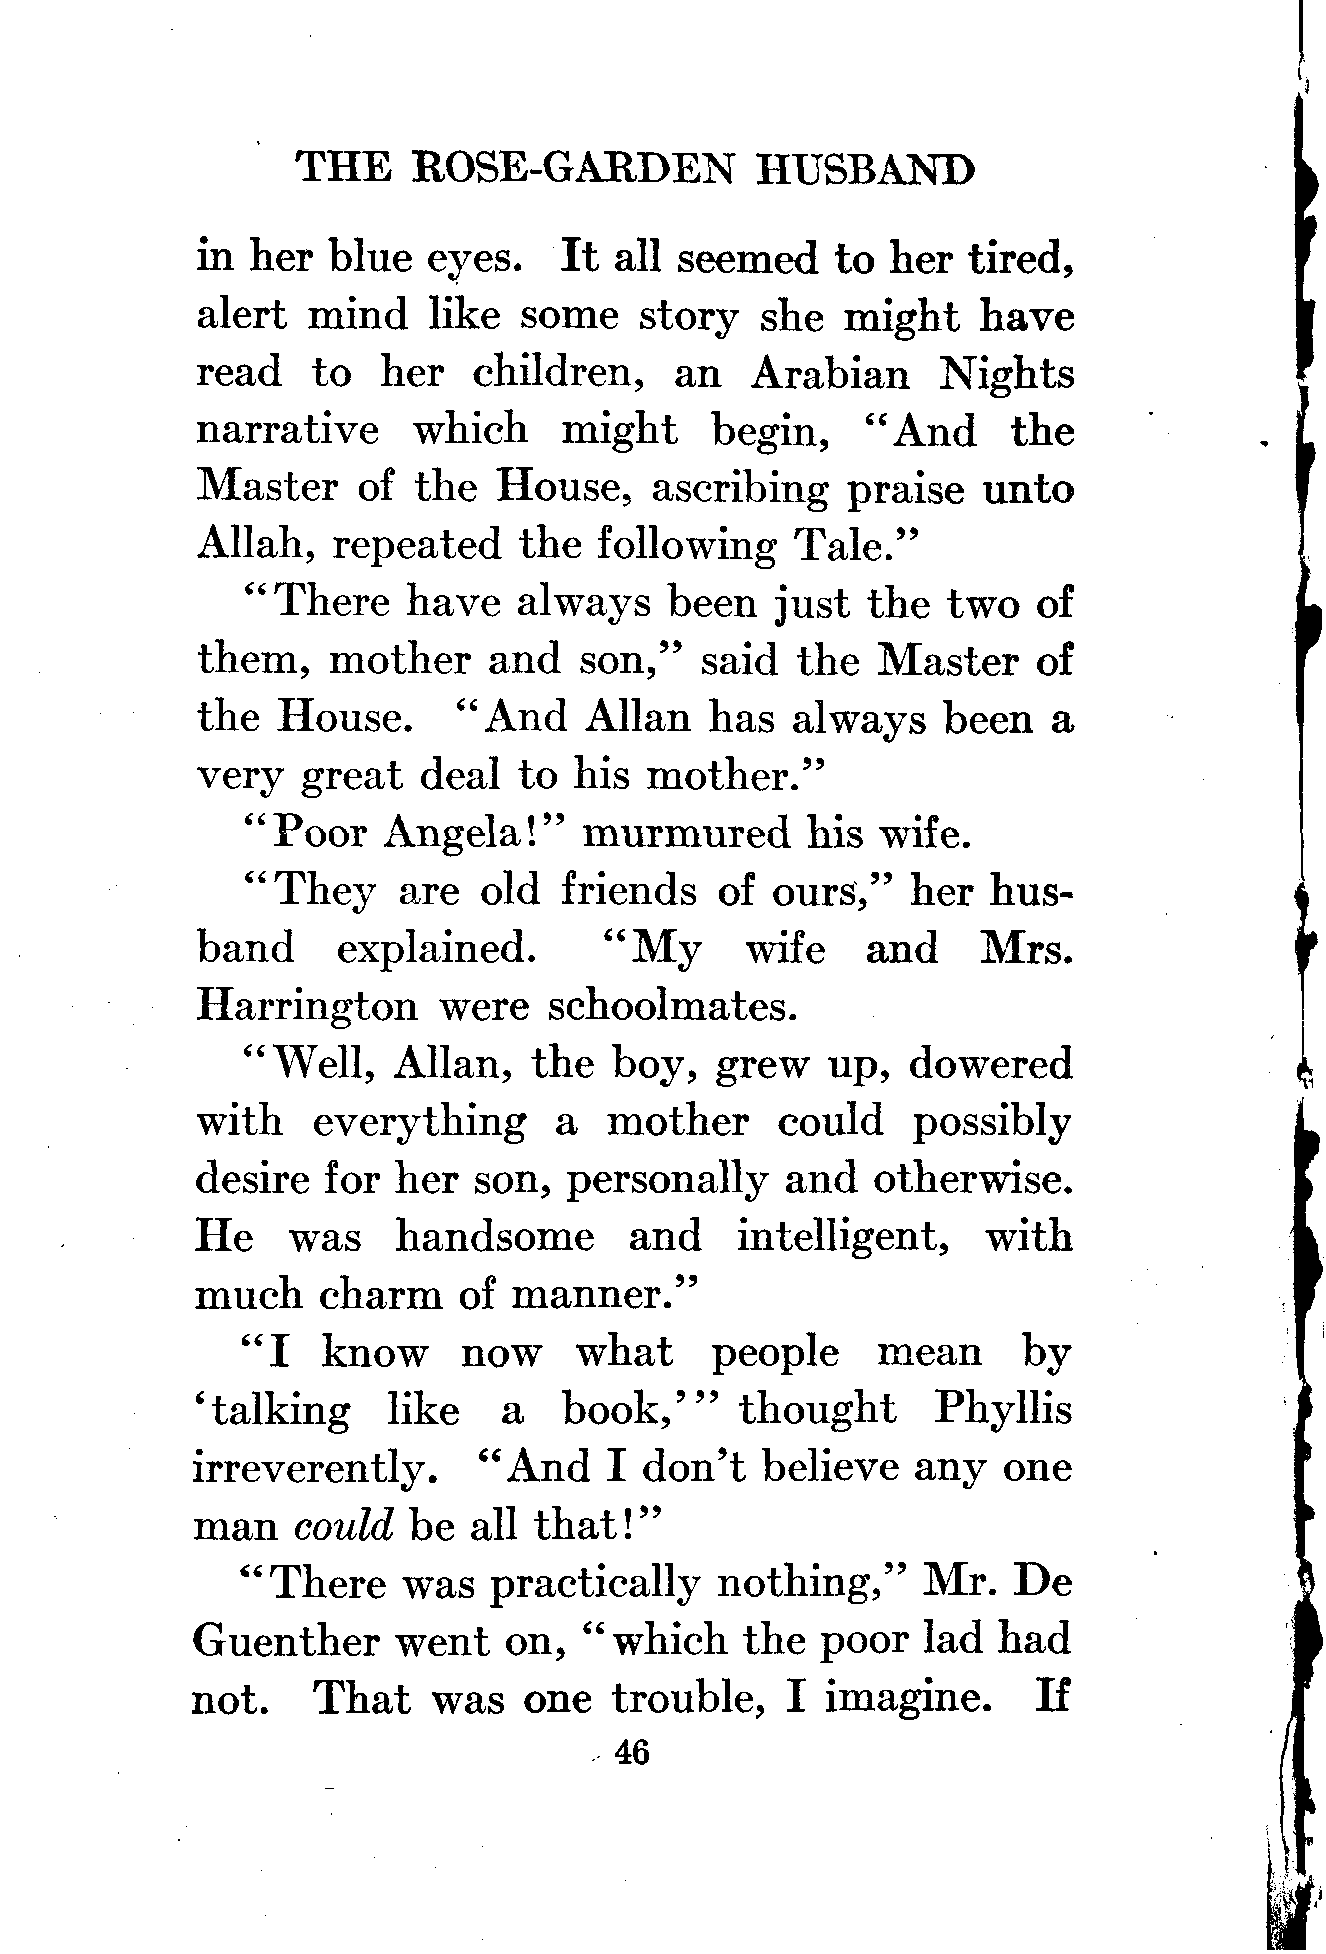 THE ROSE-GARDEN HUSBAND
in her blue eyes. It all seemed to her tired,
alert mind like some story she might have
read to her children, an Arabian Nights
narrative which might begin, “And the
Master of the House, ascribing praise unto
Allah, repeated the following Tale.”
“There have always been just the two of
them, mother and son,” said the Master of
the House. “And Allan has always been a
very great deal to his mother.”
“Poor Angela!” murmured his wife.
“They are old friends of ours,” her hus-
band explained. “My wife and Mrs.
Harrington were schoolmates.
“Well, Allan, the boy, grew up, dowered
with everything a mother could possibly
desire for her son, personally and otherwise.
He was handsome and intelligent, with
much charm of manner.”
“I know now what people mean by
‘talking like a book,’” thought Phyllis
irreverently. “And I don’t believe any one
man could be all that!”
“There was practically nothing,” Mr. De
Guenther went on, “which the poor lad had
not. That was one trouble, I imagine. If
46